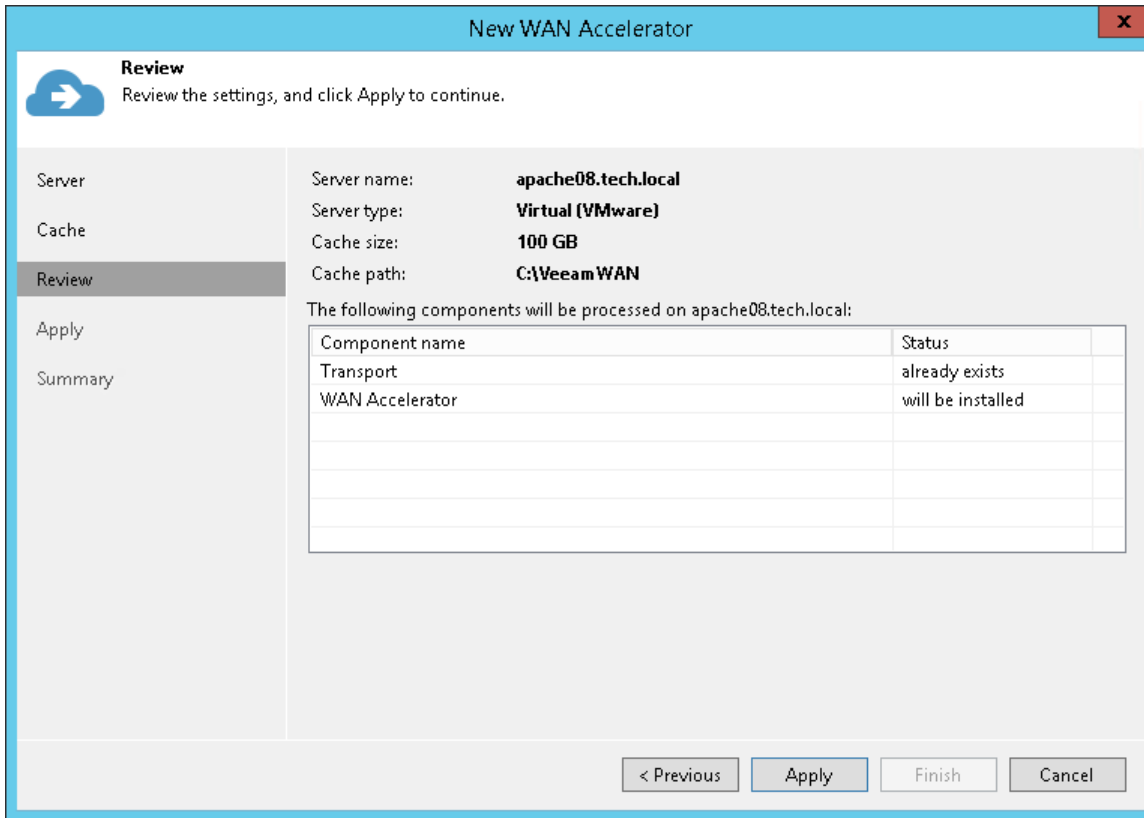 New WAN Accelerator
x
Review
Review the settings, and click Apply to continue.
Server
Cache
Review
Apply
Summary
Server name: apache08.tech.local
Server type: Virtual (VMware)
Cache size: 100 GB
Cache path: C:\VeeamWAN
The following components will be processed on apache08.tech.local:
Component name Status
Transport already exists
WAN Accelerator will be installed
< Previous Apply Finish Cancel